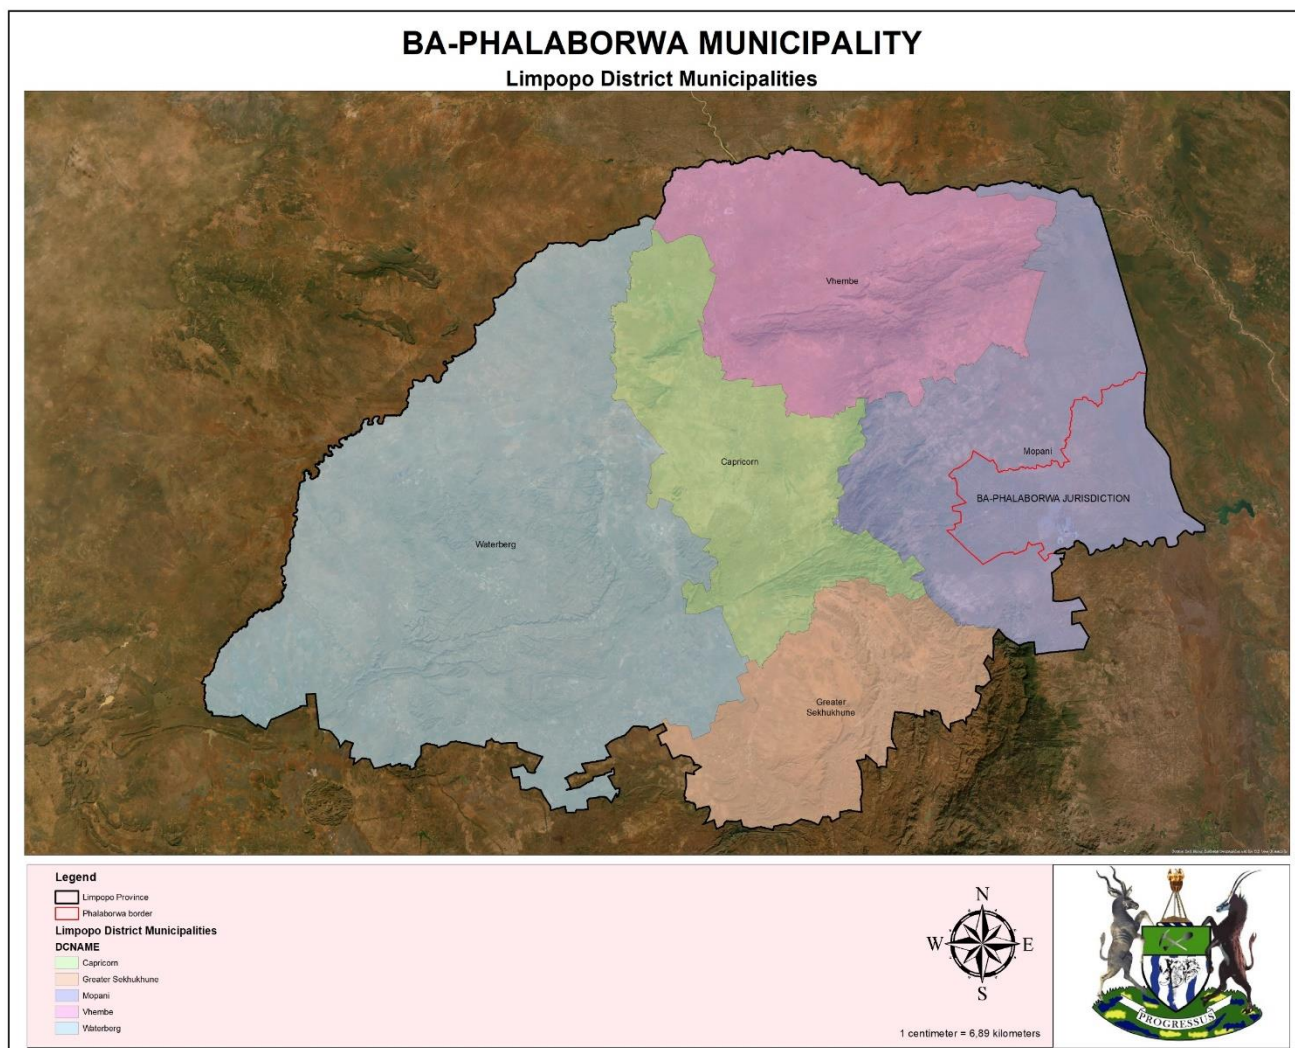 BA-PHALABORWA MUNICIPALITY
Limpopo District Municipalities
Vhembe
Mopani
Capricorn
BA-PHALABORWA JURISDICTION
Waterberg
Greater
Sekhukhune
Legend
Limpopo Province
Phalaborwa border
Limpopo District Municipalities
DCNAME
Capricorn
Greater Sekhukhune
Mopani
Vhembe
Waterberg
N
W
E
S
1 centimeter = 6,89 kilometers
PROGRESSUS